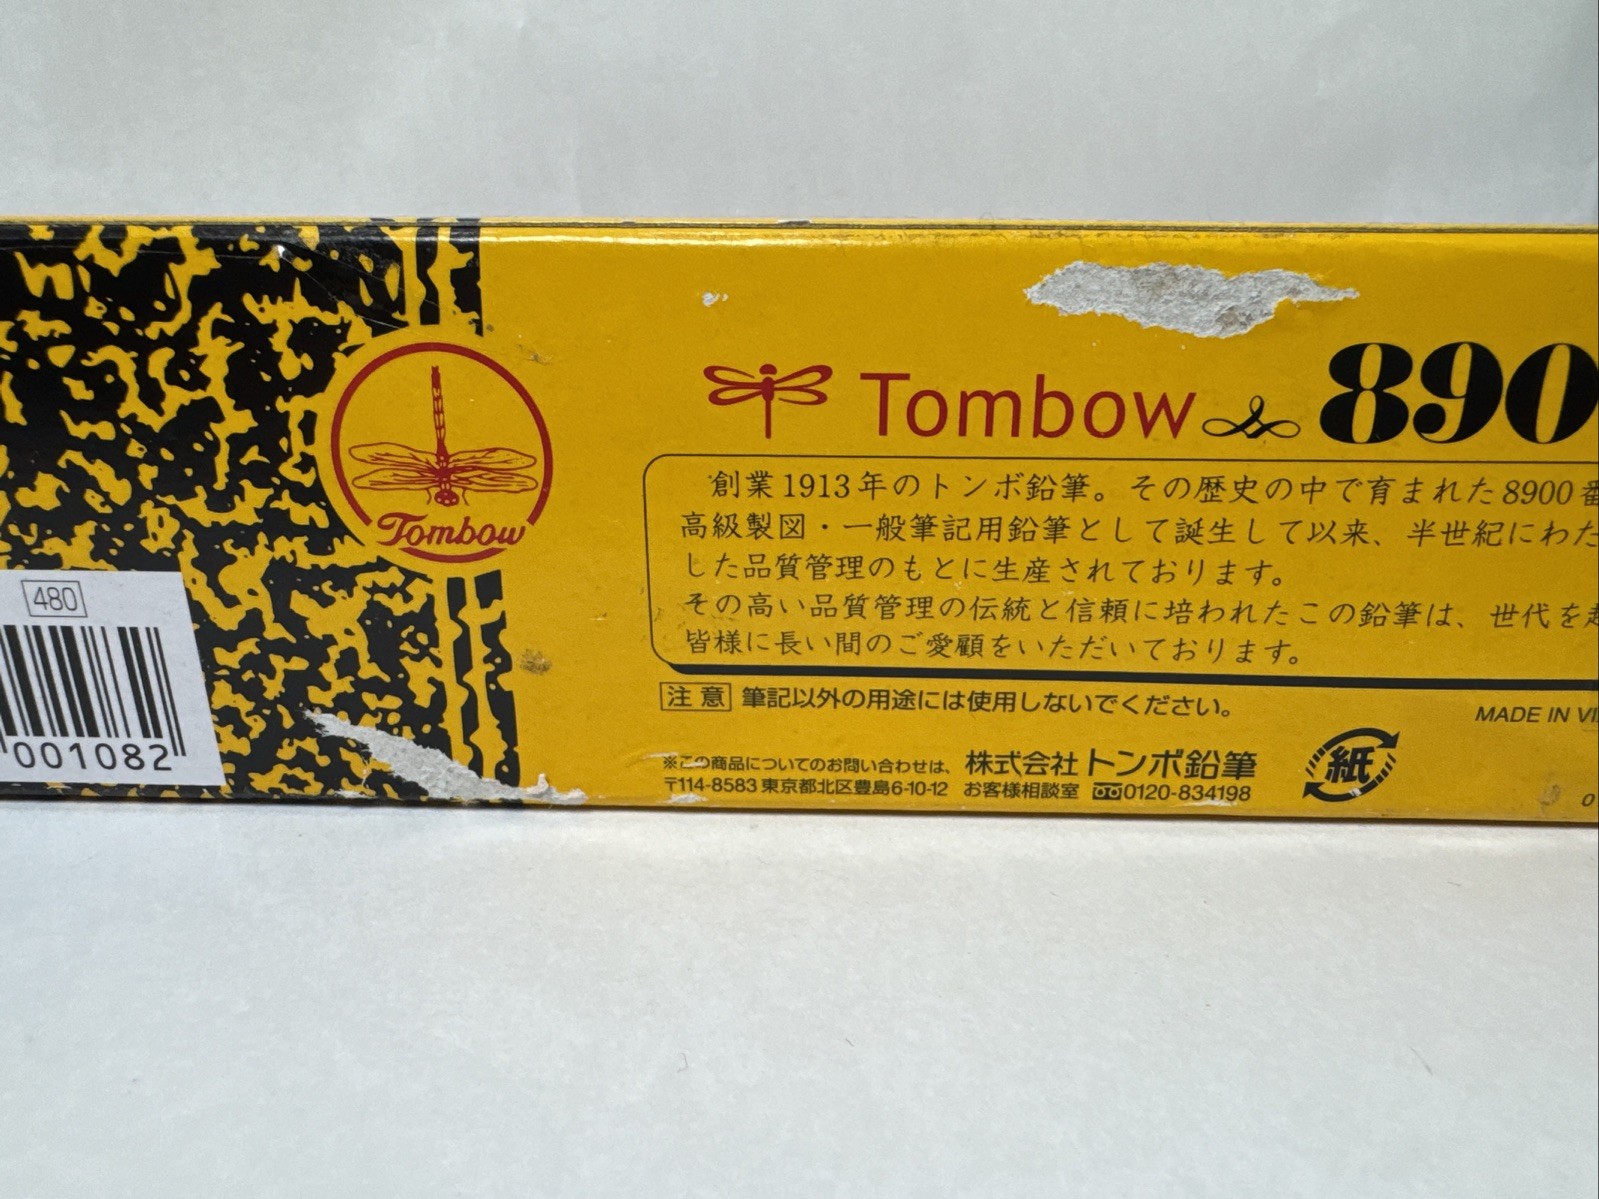 480
001082
Tombow
Tombow 890
創業1913年のトンボ鉛筆。その歴史の中で育まれた8900番
高級製図・一般筆記用鉛筆として誕生して以来、半世紀にわた
した品質管理のもとに生産されております。
その高い品質管理の伝統と信頼に培われたこの鉛筆は、世代を超
皆様に長い間のご愛顧をいただいております。
注意 筆記以外の用途には使用しないでください。
MADE IN VI
※この商品についてのお問い合わせは、 株式会社 トンボ鉛筆
〒114-8583 東京都北区豊島6-10-12 お客様相談室 0120-834198
紙